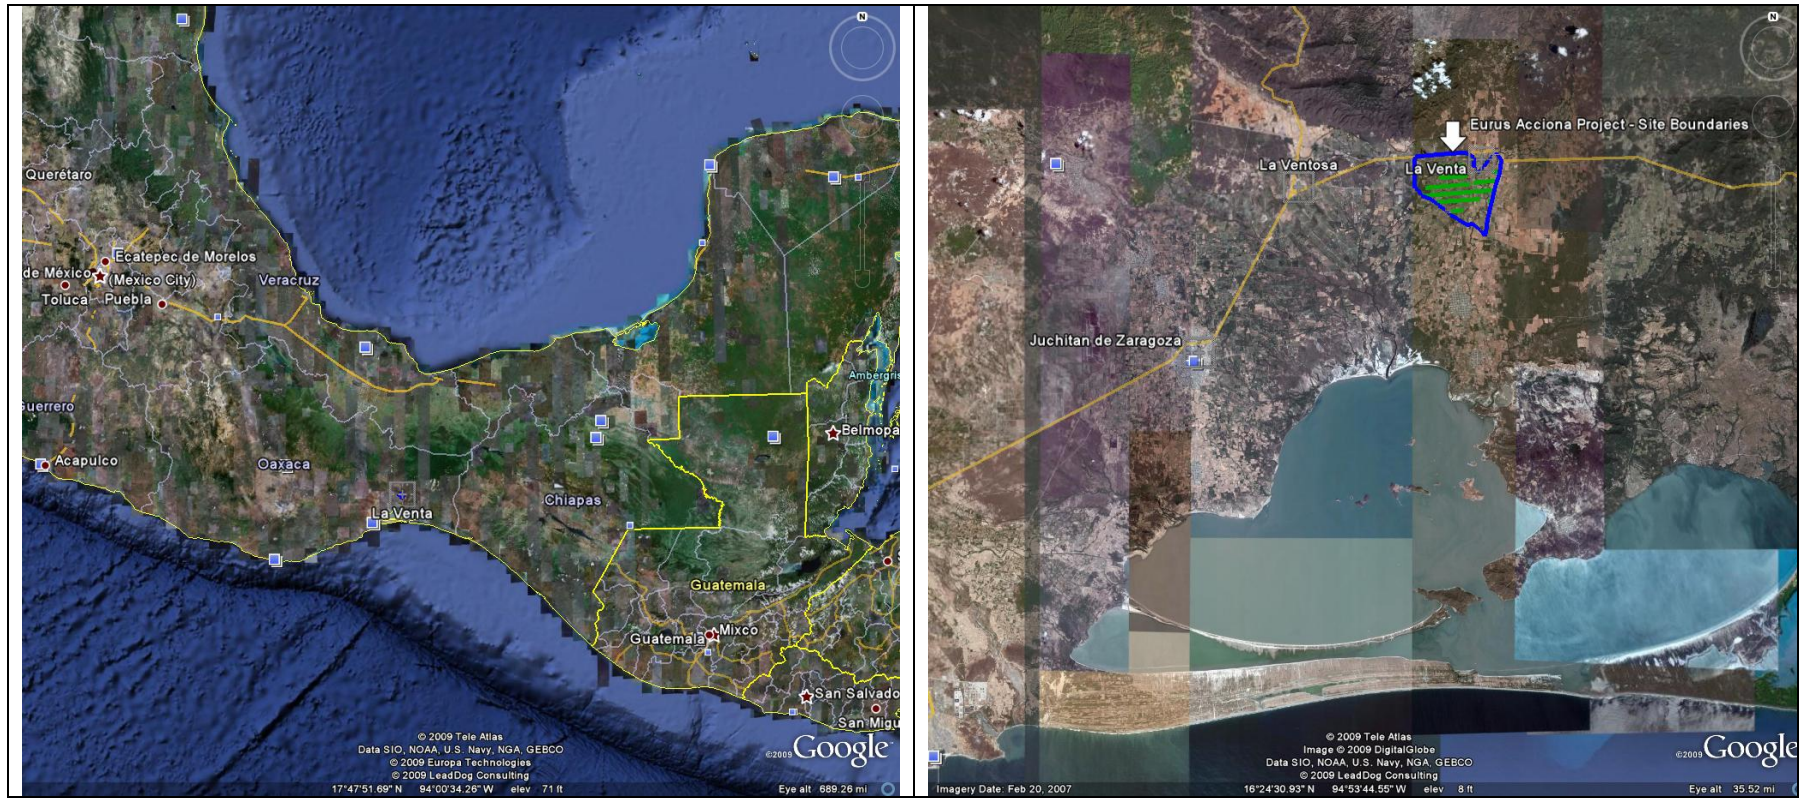 N
Querétaro
Ecatepec de Morelos
de México
(Mexico City)
Toluca
Puebla
Veracruz
Guerrero
Acapulco
Oaxaca
La Venta
Chiapas
Ambergris
Belmopa
Guatemala
Guatemala
Mixco
San Salvado
San Migu
© 2009 Tele Atlas
Data SIO, NOAA, U.S. Navy, NGA, GEBCO
© 2009 Europa Technologies
© 2009 LeadDog Consulting
©2009 Google
17°47'51.69" N 94°00'34.26" W elev 71 ft
Eye alt 689.26 mi
N
Eurus Acciona Project - Site Boundaries
La Ventosa
La Venta
Juchitan de Zaragoza
© 2009 Tele Atlas
Image © 2009 DigitalGlobe
Data SIO, NOAA, U.S. Navy, NGA, GEBCO
© 2009 LeadDog Consulting
©2009 Google
Imagery Date: Feb 20, 2007
16°24'30.93" N 94°53'44.55" W elev 8 ft
Eye alt 35.52 mi